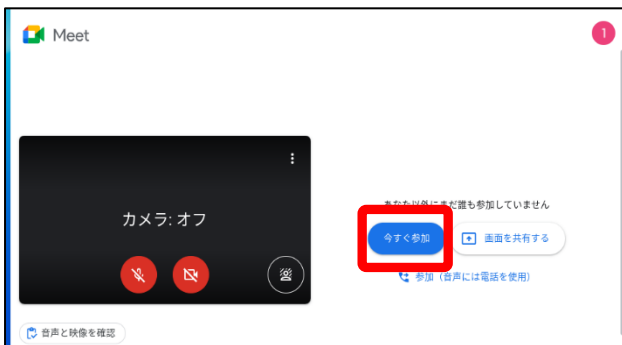 Meet
1
カメラ: オフ
あなた以外にまだ誰も参加していません
今すぐ参加
画面を共有する
参加（音声には電話を使用）
音声と映像を確認